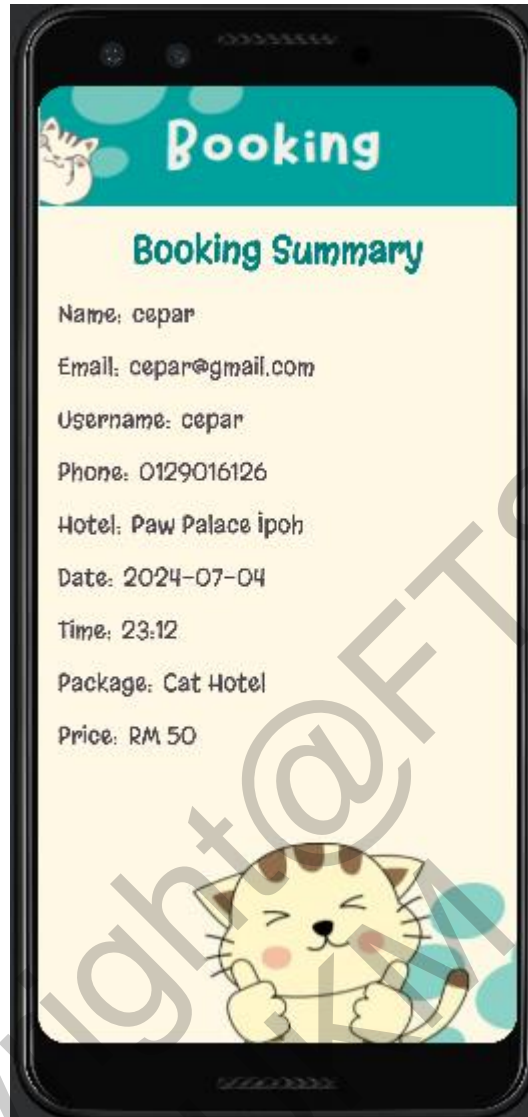 Booking
Booking Summary
Name: cepar
Email: cepar@gmail.com
Username: cepar
Phone: 0129016126
Hotel: Paw Palace Ipoh
Date: 2024-07-04
Time: 23:12
Package: Cat Hotel
Price: RM 50